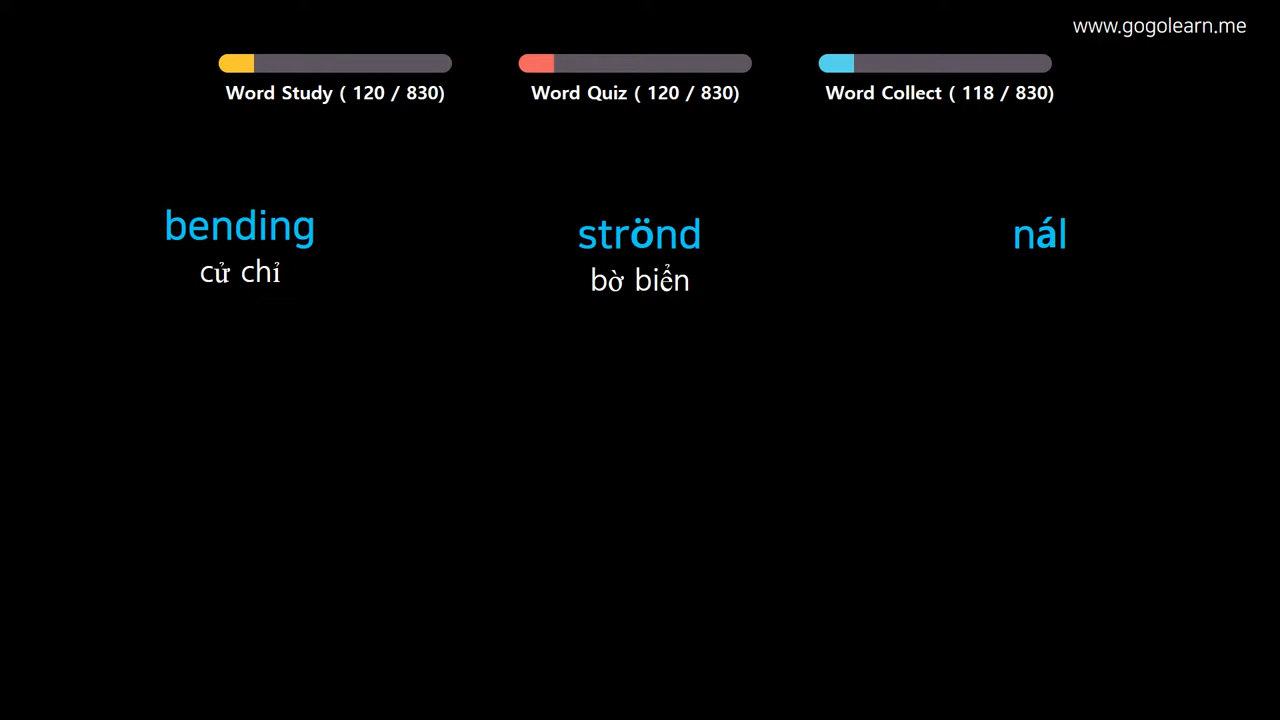 www.gogolearn.me
Word Study ( 120 / 830)
Word Quiz ( 120 / 830)
Word Collect ( 118 / 830)
bending
cử chỉ
strönd
bờ biển
nál